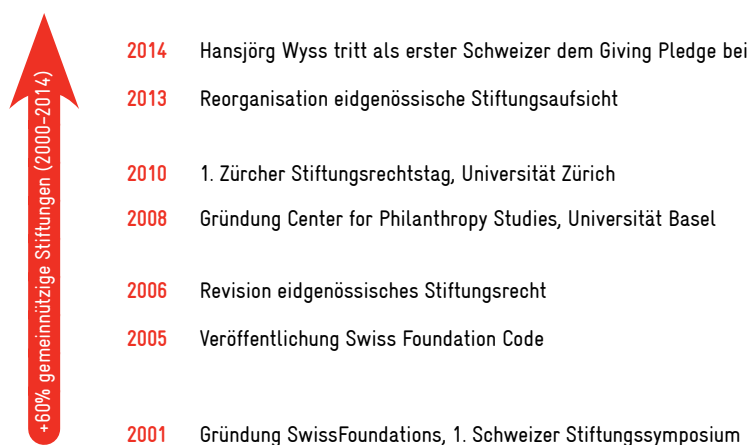 2014 Hansjörg Wyss tritt als erster Schweizer dem Giving Pledge bei
2013 Reorganisation eidgenössische Stiftungsaufsicht
2010 1. Zürcher Stiftungsrechtstag, Universität Zürich
2008 Gründung Center for Philanthropy Studies, Universität Basel
2006 Revision eidgenössisches Stiftungsrecht
2005 Veröffentlichung Swiss Foundation Code
2001 Gründung SwissFoundations, 1. Schweizer Stiftungssymposium
+60% gemeinnützige Stiftungen (2000-2014)